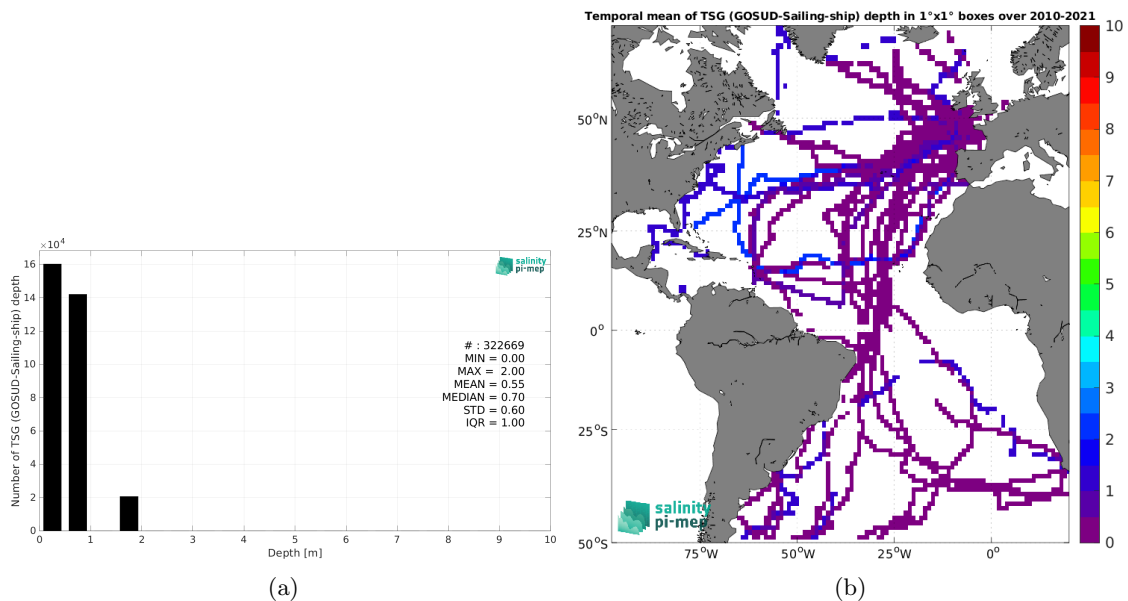 Temporal mean of TSG (GOSUD-Sailing-ship) depth in 1°x1° boxes over 2010-2021
×10⁴
16
14
12
10
8
6
4
2
0
Number of TSG (GOSUD-Sailing-ship) depth
salinity
pi-mep
# : 322669
MIN = 0.00
MAX = 2.00
MEAN = 0.55
MEDIAN = 0.70
STD = 0.60
IQR = 1.00
0 1 2 3 4 5 6 7 8 9 10
Depth [m]
(a)
50°N
25°N
0°
25°S
50°S
75°W 50°W 25°W 0°
salinity
pi-mep
10
9
8
7
6
5
4
3
2
1
0
(b)